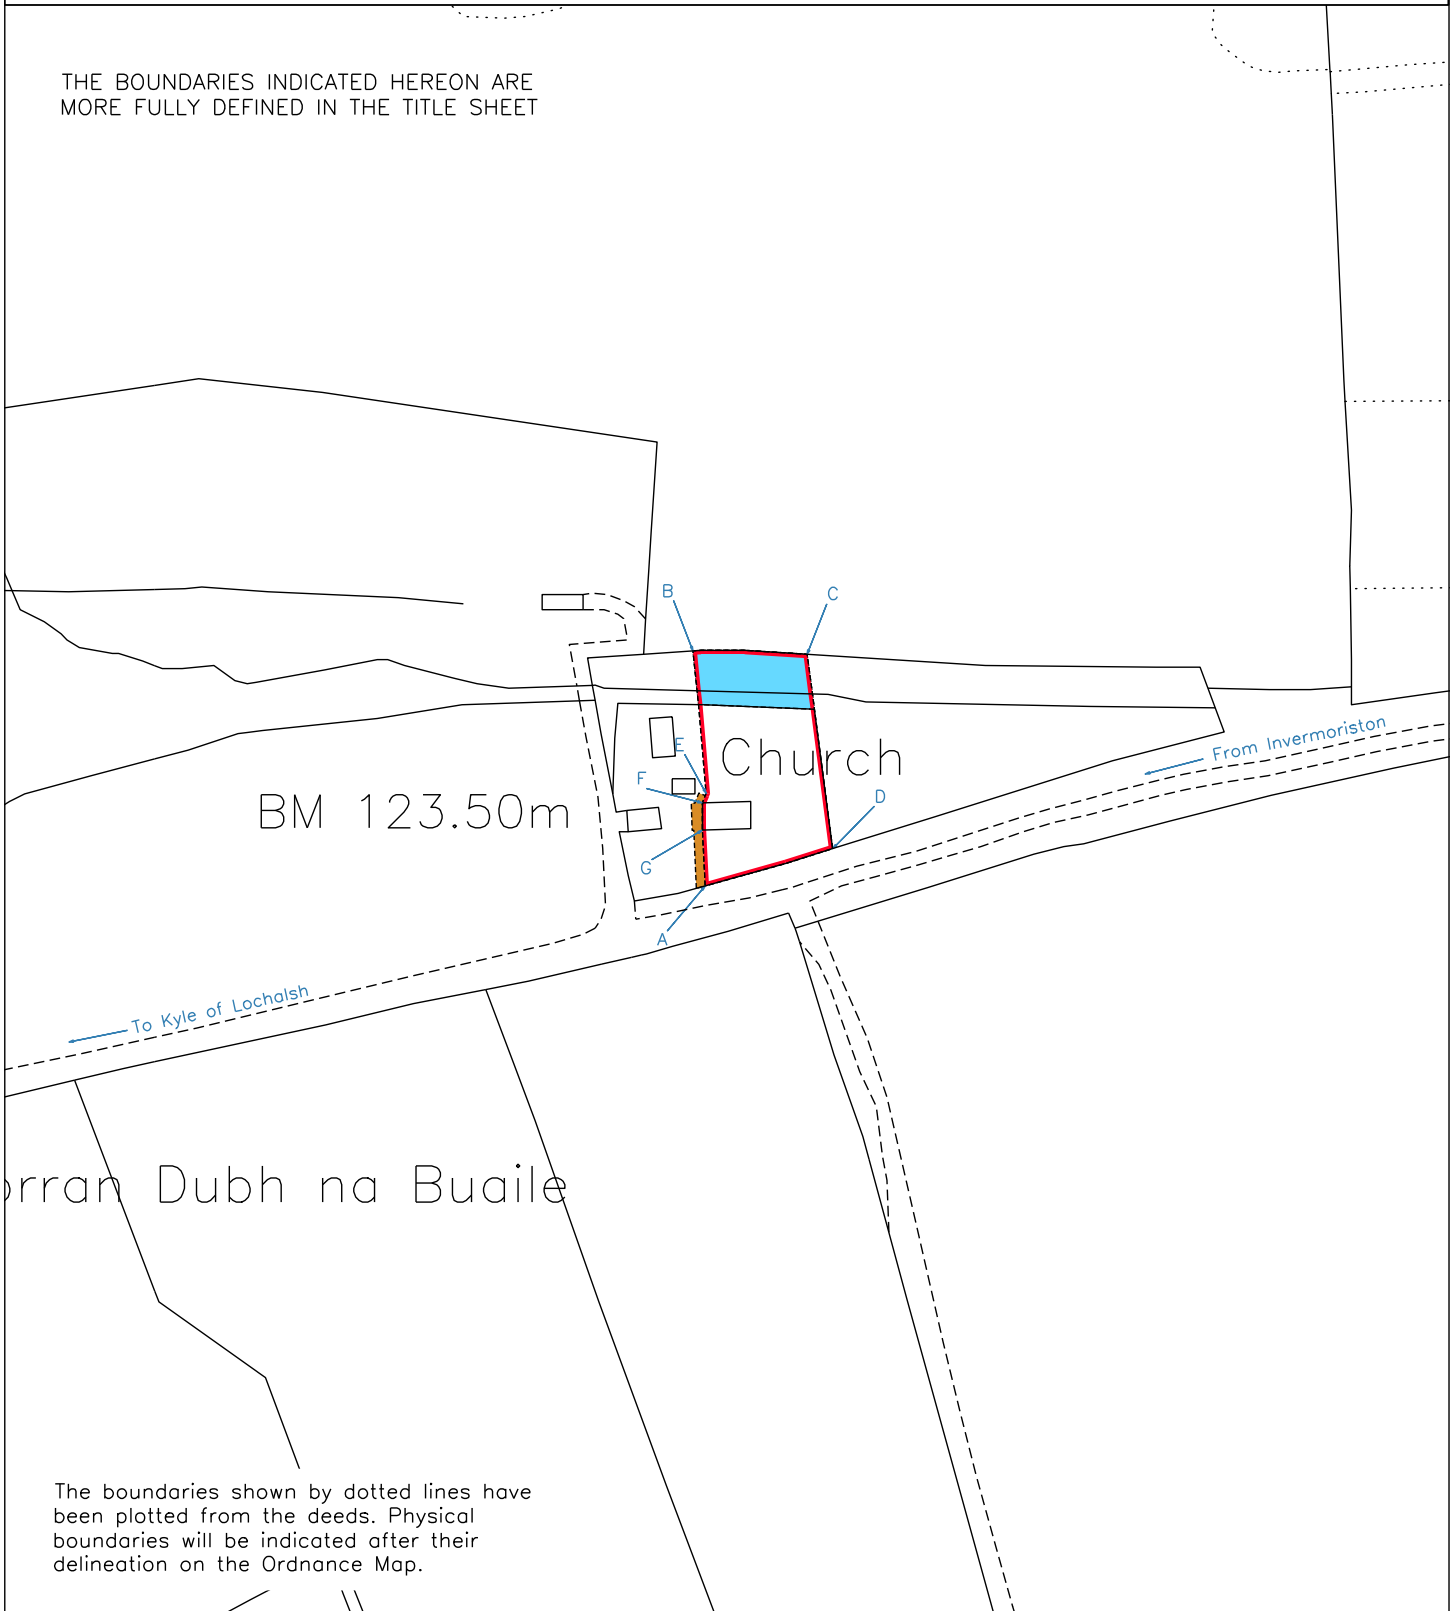 THE BOUNDARIES INDICATED HEREON ARE
MORE FULLY DEFINED IN THE TITLE SHEET
B
C
From Invermoriston
E
Church
F
D
BM 123.50m
G
A
To Kyle of Lochalsh
orran Dubh na Buaile
The boundaries shown by dotted lines have
been plotted from the deeds. Physical
boundaries will be indicated after their
delineation on the Ordnance Map.